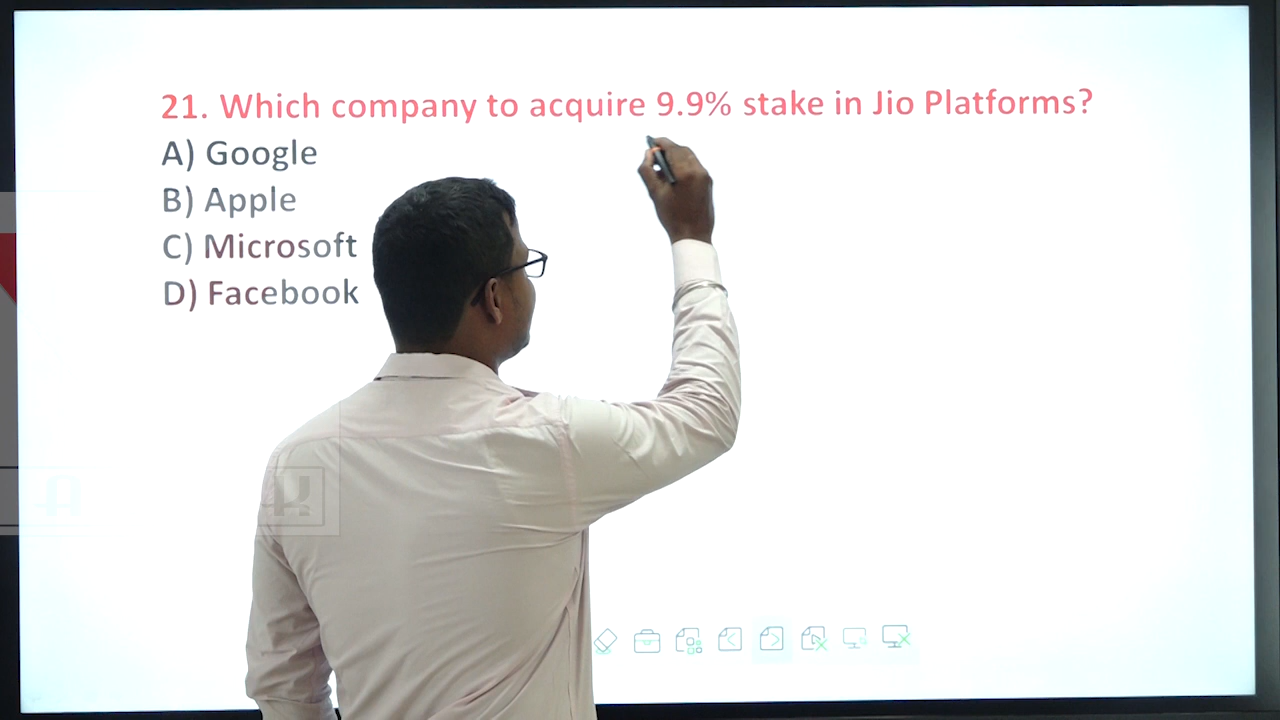 21. Which company to acquire 9.9% stake in Jio Platforms?
A) Google
B) Apple
C) Microsoft
D) Facebook